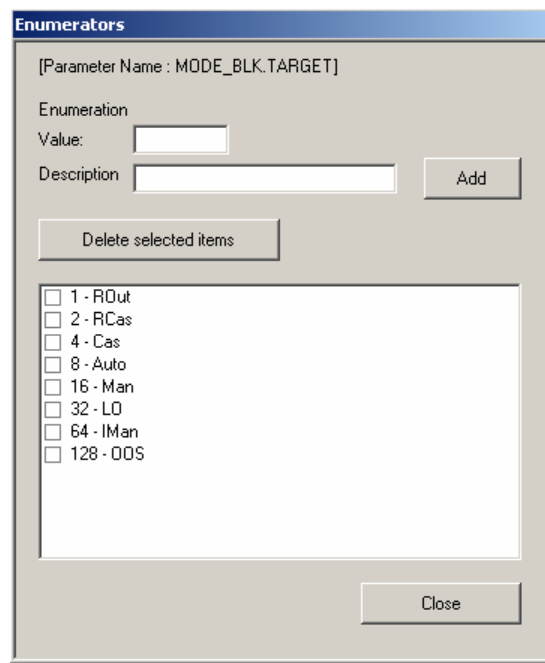 Enumerators
[Parameter Name : MODE_BLK.TARGET]
Enumeration
Value:
Description
Add
Delete selected items
1 - ROut
2 - RCas
4 - Cas
8 - Auto
16 - Man
32 - LO
64 - IMan
128 - OOS
Close